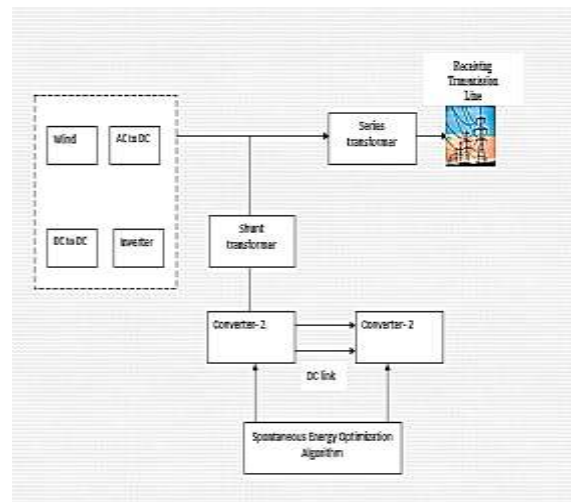 Receiving
Transmission
Line
Wind
AC to DC
Series
transformer
DC to DC
Inverter
Shunt
transformer
Converter- 2
Converter- 2
DC link
Spontaneous Energy Optimization
Algorithm